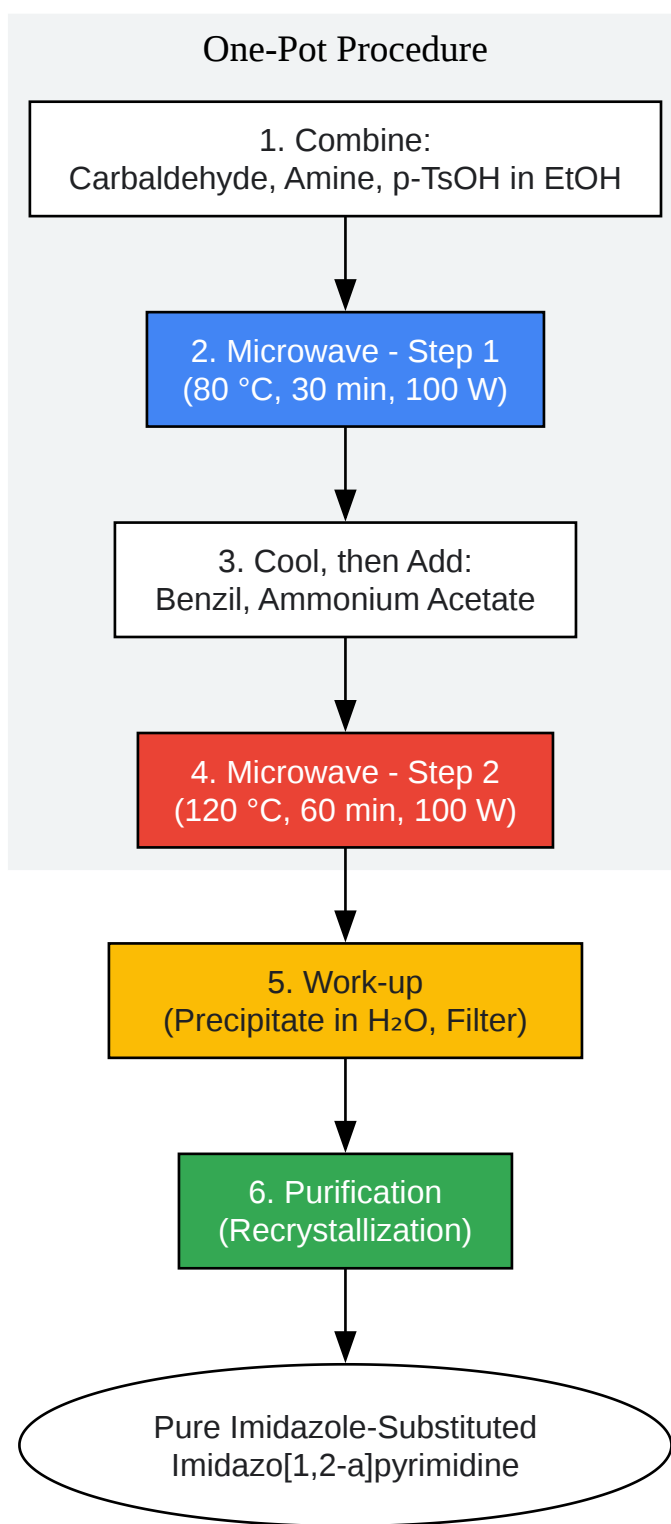 One-Pot Procedure
1. Combine:
Carbaldehyde, Amine, p-TsOH in EtOH
2. Microwave - Step 1
(80 °C, 30 min, 100 W)
3. Cool, then Add:
Benzil, Ammonium Acetate
4. Microwave - Step 2
(120 °C, 60 min, 100 W)
5. Work-up
(Precipitate in H₂O, Filter)
6. Purification
(Recrystallization)
Pure Imidazole-Substituted
Imidazo[1,2-a]pyrimidine